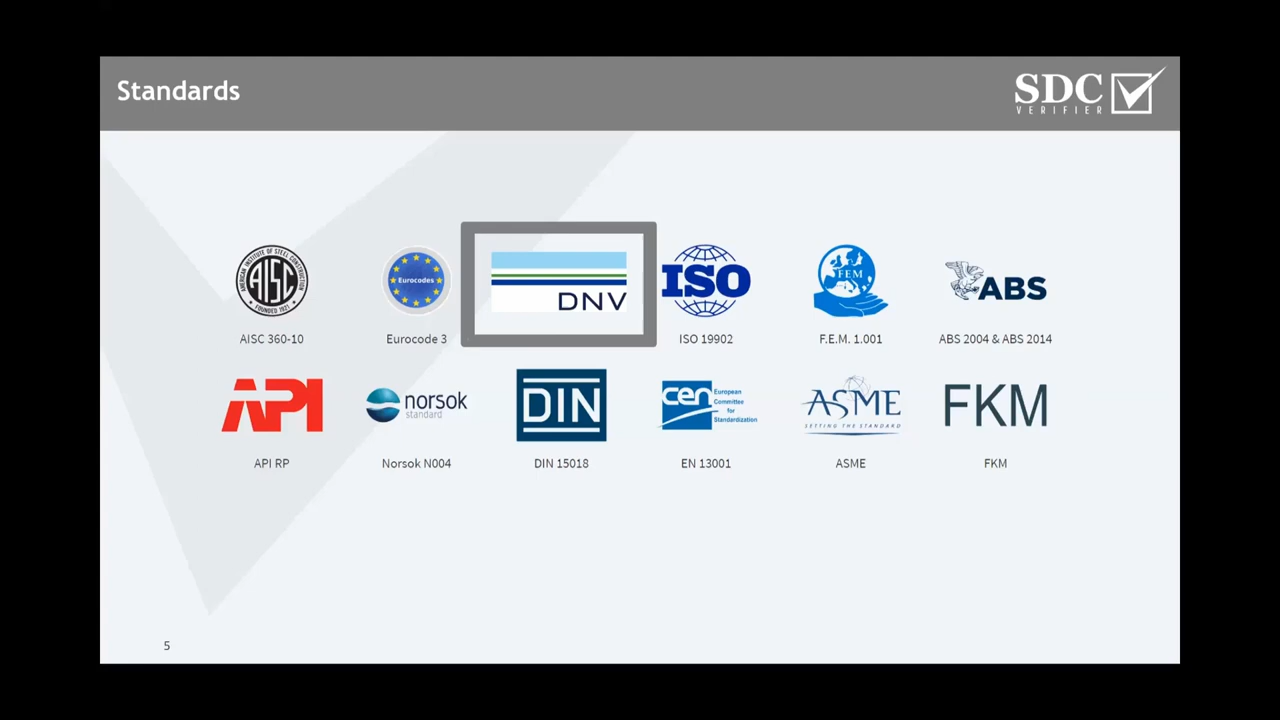 Standards
SDC
VERIFIER
AMERICAN INSTITUTE OF STEEL CONSTRUCTION
AISC
FOUNDED 1921
Eurocodes
DNV
ISO
FEM
ABS
AISC 360-10
Eurocode 3
ISO 19902
F.E.M. 1.001
ABS 2004 & ABS 2014
API
norsok
standard
DIN
cen
European
Committee
for
Standardization
ASME
SETTING THE STANDARD
FKM
API RP
Norsok N004
DIN 15018
EN 13001
ASME
FKM
5